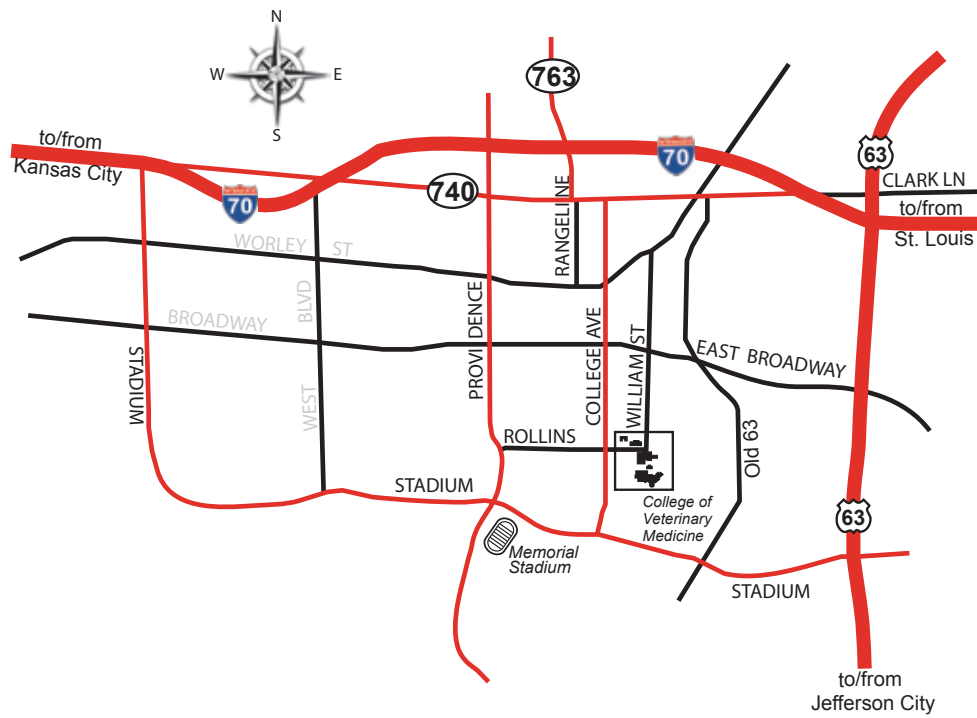 N
W
E
S
763
to/from
Kansas City
70
63
70
740
CLARK LN
to/from
St. Louis
WORLEY ST
RANGELINE
BROADWAY
BLVD
WEST
STADIUM
PROVIDENCE
COLLEGE AVE
WILLIAM ST
EAST BROADWAY
ROLLINS
Old 63
STADIUM
College of
Veterinary
Medicine
63
Memorial
Stadium
STADIUM
to/from
Jefferson City